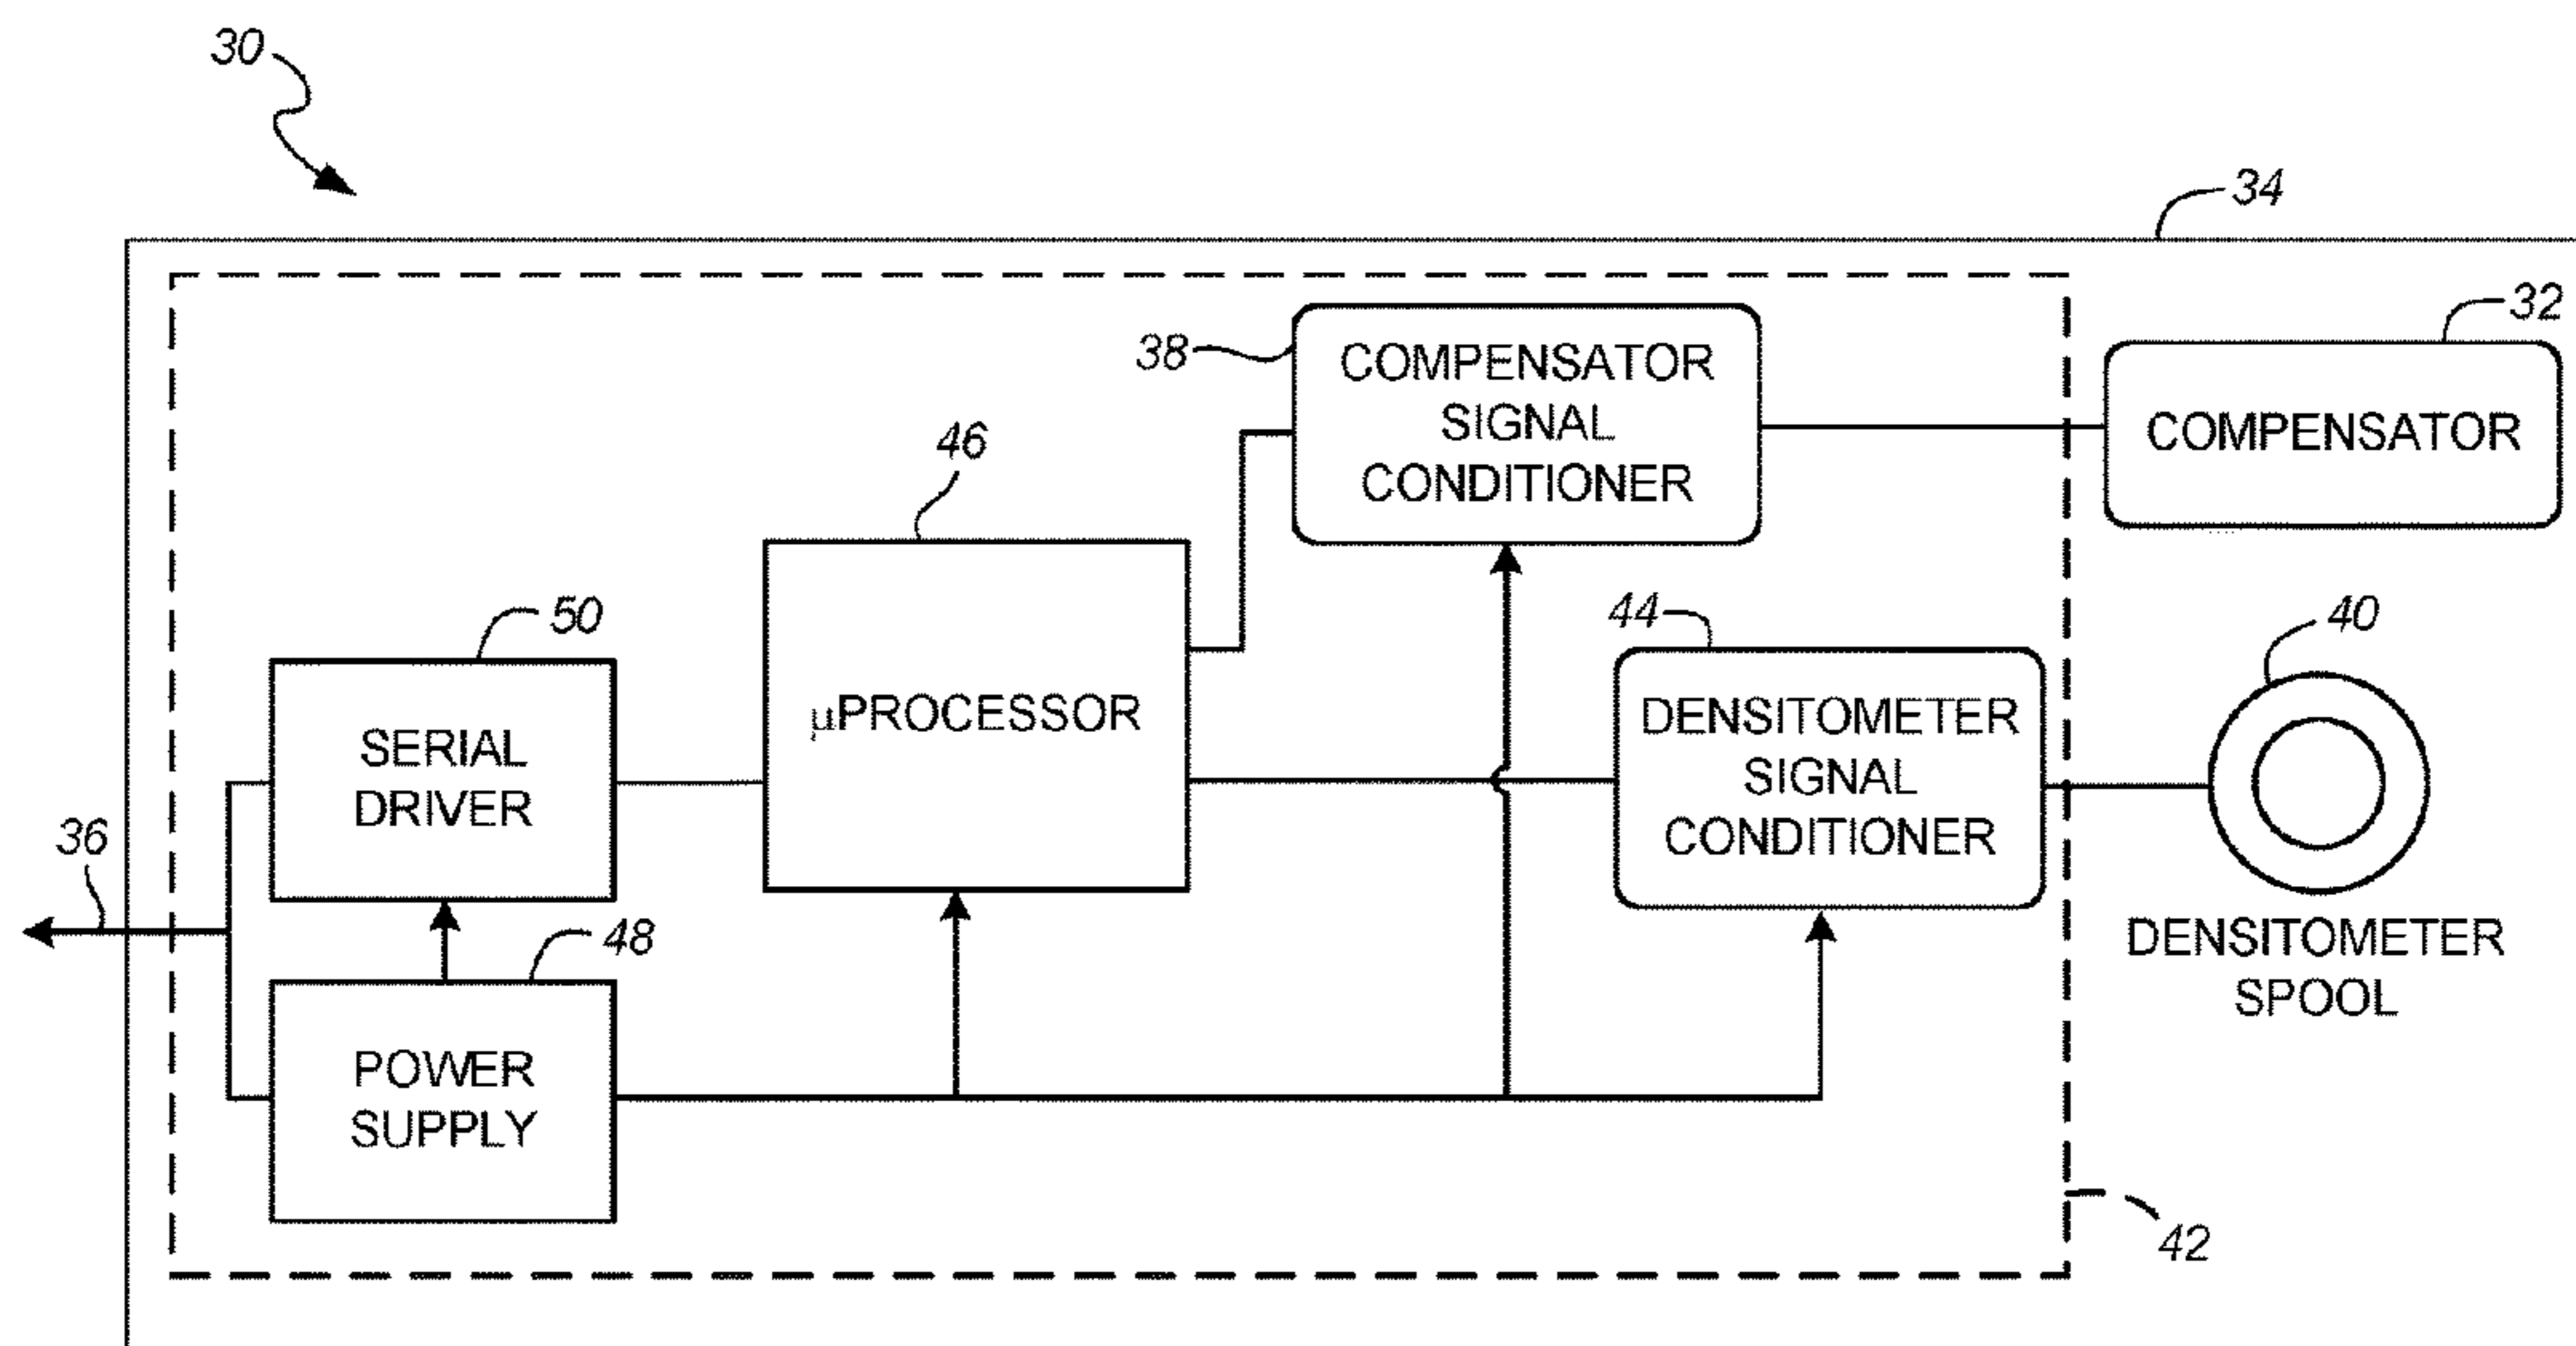 30
34
32
38
COMPENSATOR
SIGNAL
CONDITIONER
COMPENSATOR
46
50
44
40
SERIAL
DRIVER
µPROCESSOR
DENSITOMETER
SIGNAL
CONDITIONER
36
48
DENSITOMETER
SPOOL
POWER
SUPPLY
42